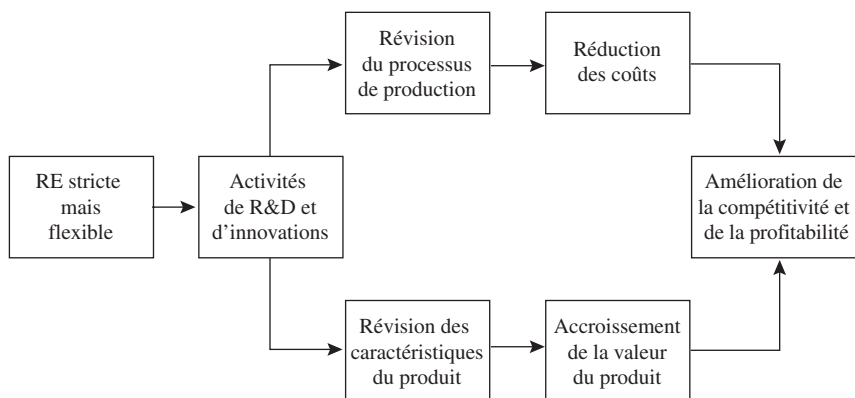 RE stricte
mais
flexible
Activités
de R&D et
d’innovations
Révision
du processus
de production
Réduction
des coûts
Révision des
caractéristiques
du produit
Accroissement
de la valeur
du produit
Amélioration de
la compétitivité et
de la profitabilité